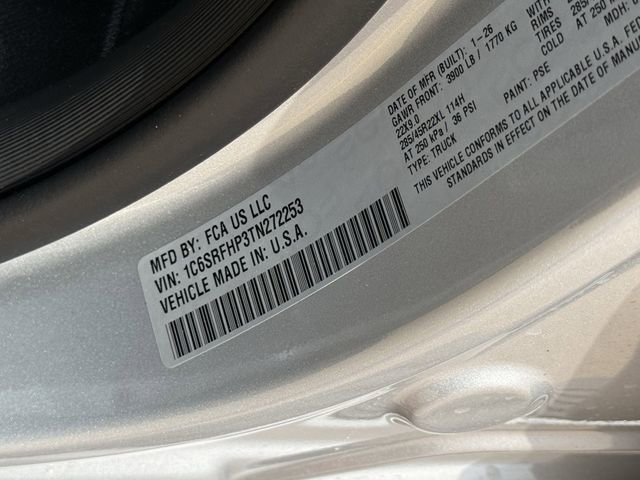 MFD BY: FCA US LLC
VIN: 1C6SRFHP3TN272253
VEHICLE MADE IN: U.S.A.
DATE OF MFR (BUILT): 1-26
GAWR FRONT: 3900 LB / 1770 KG
22X9.0
285/45R22XL 114H
AT 250 kPa / 36 PSI
TYPE: TRUCK
WITH
RIMS
TIRES 285/
COLD AT 250 k
MDH:
PAINT: PSE
THIS VEHICLE CONFORMS TO ALL APPLICABLE U.S.A. FED
STANDARDS IN EFFECT ON THE DATE OF MANUFA